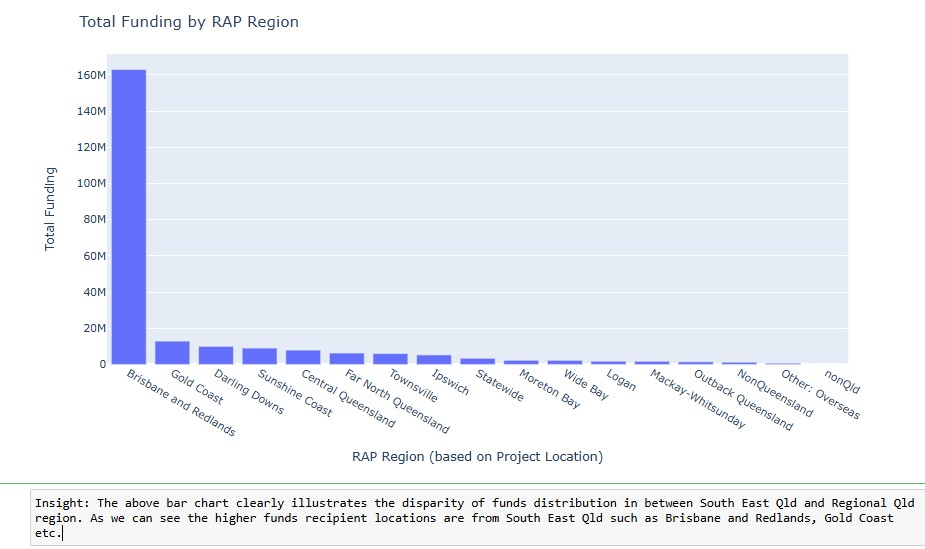 Total Funding by RAP Region
160M
140M
120M
100M
80M
60M
40M
20M
0
Total Funding
Brisbane and Redlands
Gold Coast
Darling Downs
Sunshine Coast
Central Queensland
Far North Queensland
Townsville
Ipswich
Statewide
Moreton Bay
Wide Bay
Logan
Mackay-Whitsunday
Outback Queensland
NonQueensland
Other: Overseas
nonQld
RAP Region (based on Project Location)
Insight: The above bar chart clearly illustrates the disparity of funds distribution in between South East Qld and Regional Qld
region. As we can see the higher funds recipient locations are from South East Qld such as Brisbane and Redlands, Gold Coast
etc.